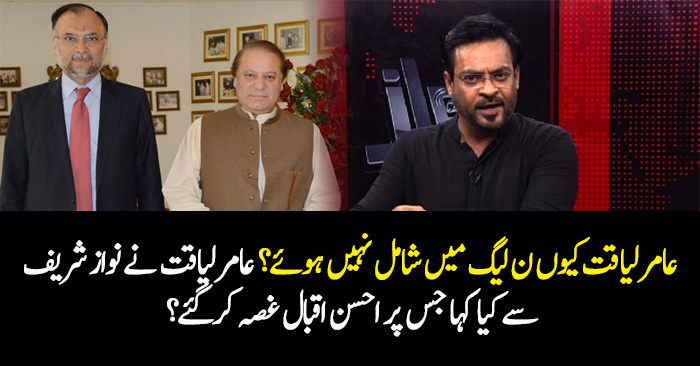 عامر لیاقت کیوں ن لیگ میں شامل نہیں ہوئے؟ عامر لیاقت نے نواز شریف
سے کیا کہا جس پر احسن اقبال غصہ کر گئے؟